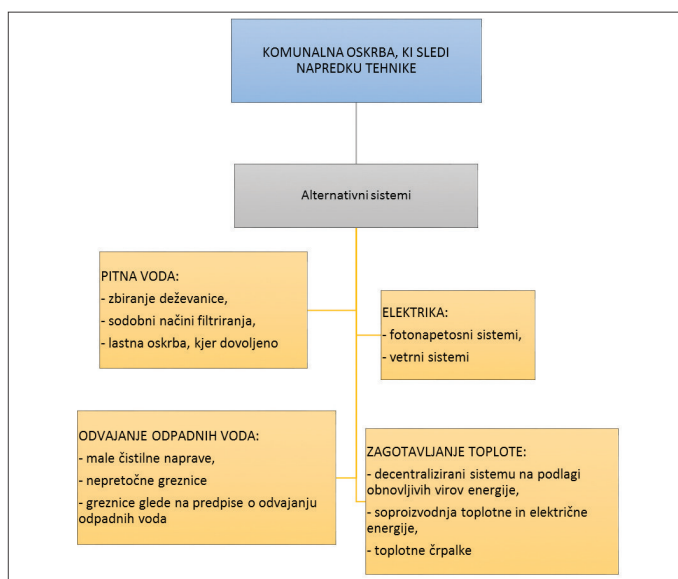 KOMUNALNA OSKRBA, KI SLEDI
NAPREDKU TEHNIKE
Alternativni sistemi
PITNA VODA:
- zbiranje deževanice,
- sodobni načini filtriranja,
- lastna oskrba, kjer dovoljeno
ELEKTRIKA:
- fotonapetosni sistemi,
- vetrni sistemi
ODVAJANJE ODPADNIH VODA:
- male čistilne naprave,
- nepretočne greznice
- greznice glede na predpise o odvajanju
odpadnih voda
ZAGOTAVLJANJE TOPLOTE:
- decentralizirani sistemu na podlagi
obnovljivih virov energije,
- soproizvodnja toplotne in električne
energije,
- toplotne črpalke